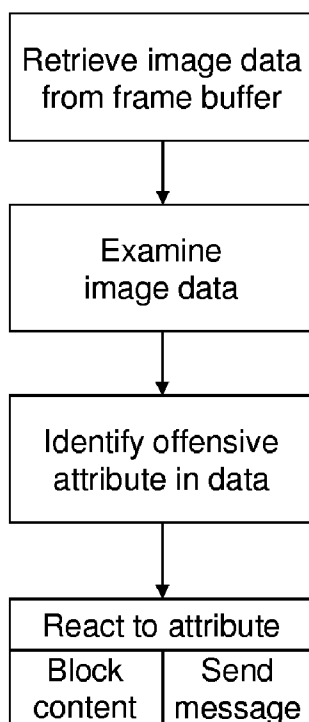 Retrieve image data
from frame buffer
Examine
image data
Identify offensive
attribute in data
React to attribute
Block
content
Send
message